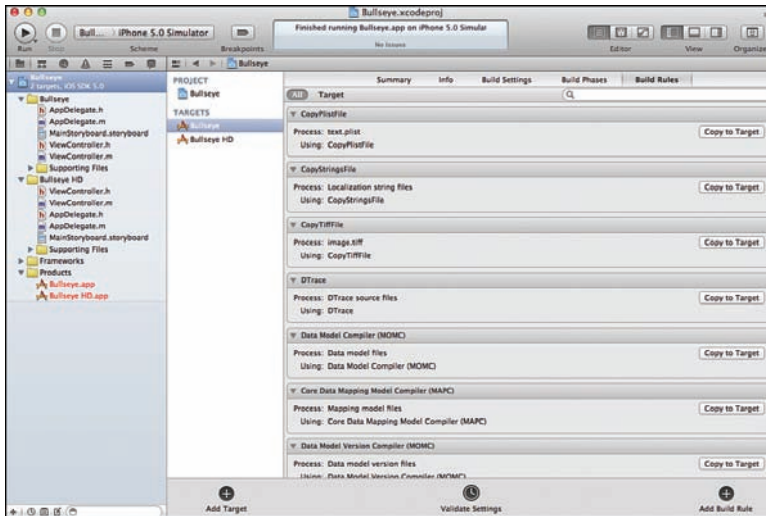 Bullseye.xcodeproj
Bull... iPhone 5.0 Simulator
Finished running Bullseye.app on iPhone 5.0 Simular
No Issues
Run
Stop
Scheme
Breakpoints
Editor
View
Organize
Bullseye
Bullseye
2 targets, iOS SDK 5.0
Bullseye
AppDelegate.h
AppDelegate.m
MainStoryboard.storyboard
ViewController.h
ViewController.m
Supporting Files
Bullseye HD
ViewController.h
ViewController.m
AppDelegate.h
AppDelegate.m
MainStoryboard.storyboard
Supporting Files
Frameworks
Products
Bullseye.app
Bullseye HD.app
PROJECT
Bullseye
TARGETS
Bullseye
Bullseye HD
Summary
Info
Build Settings
Build Phases
Build Rules
All Target
CopyPlistFile
Process: text.plist
Using: CopyPlistFile
Copy to Target
CopyStringsFile
Process: Localization string files
Using: CopyStringsFile
Copy to Target
CopyTiffFile
Process: image.tiff
Using: CopyTiffFile
Copy to Target
DTrace
Process: DTrace source files
Using: DTrace
Copy to Target
Data Model Compiler (MOMC)
Process: Data model files
Using: Data Model Compiler (MOMC)
Copy to Target
Core Data Mapping Model Compiler (MAPC)
Process: Mapping model files
Using: Core Data Mapping Model Compiler (MAPC)
Copy to Target
Data Model Version Compiler (MOMC)
Process: Data model version files
Using: Data Model Version Compiler (MOMC)
Copy to Target
Add Target
Validate Settings
Add Build Rule